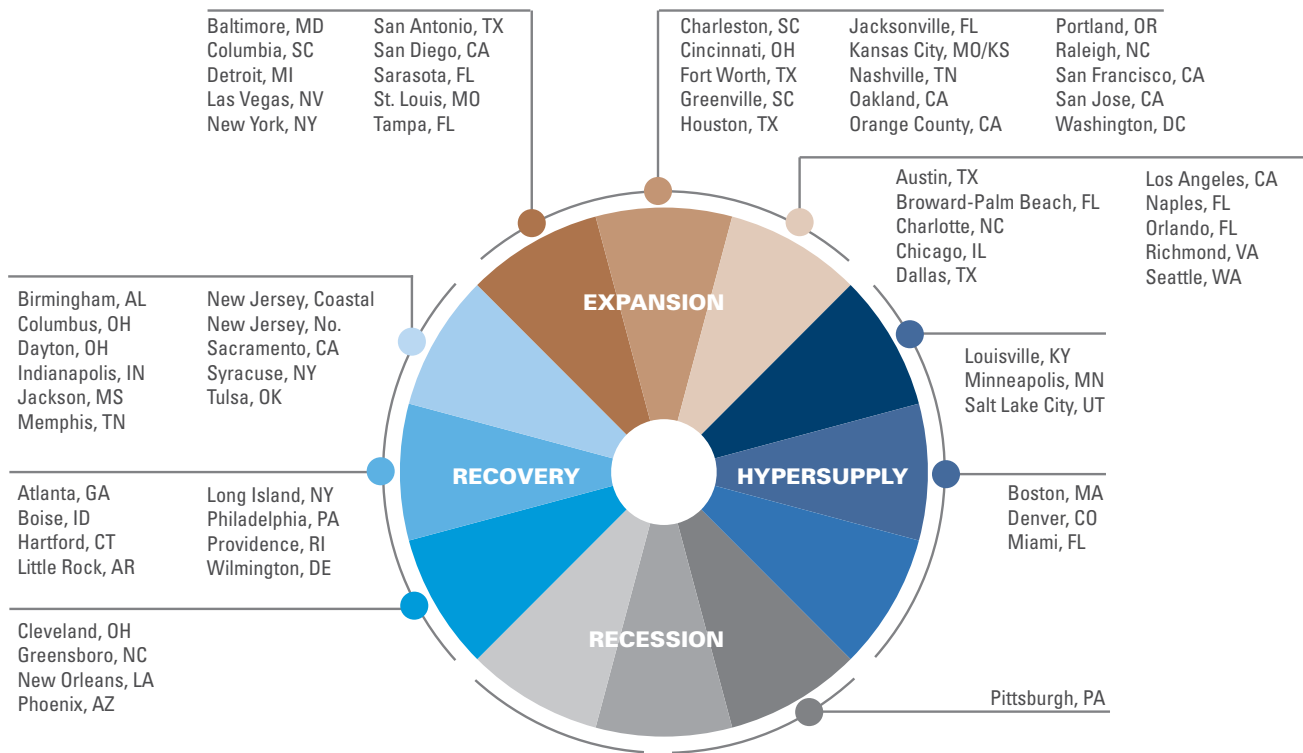 Baltimore, MD
Columbia, SC
Detroit, MI
Las Vegas, NV
New York, NY
San Antonio, TX
San Diego, CA
Sarasota, FL
St. Louis, MO
Tampa, FL
Charleston, SC
Cincinnati, OH
Fort Worth, TX
Greenville, SC
Houston, TX
Jacksonville, FL
Kansas City, MO/KS
Nashville, TN
Oakland, CA
Orange County, CA
Portland, OR
Raleigh, NC
San Francisco, CA
San Jose, CA
Washington, DC
Austin, TX
Broward-Palm Beach, FL
Charlotte, NC
Chicago, IL
Dallas, TX
Los Angeles, CA
Naples, FL
Orlando, FL
Richmond, VA
Seattle, WA
Birmingham, AL
Columbus, OH
Dayton, OH
Indianapolis, IN
Jackson, MS
Memphis, TN
New Jersey, Coastal
New Jersey, No.
Sacramento, CA
Syracuse, NY
Tulsa, OK
EXPANSION
Louisville, KY
Minneapolis, MN
Salt Lake City, UT
RECOVERY
HYPERSUPPLY
Atlanta, GA
Boise, ID
Hartford, CT
Little Rock, AR
Long Island, NY
Philadelphia, PA
Providence, RI
Wilmington, DE
Boston, MA
Denver, CO
Miami, FL
Cleveland, OH
Greensboro, NC
New Orleans, LA
Phoenix, AZ
RECESSION
Pittsburgh, PA